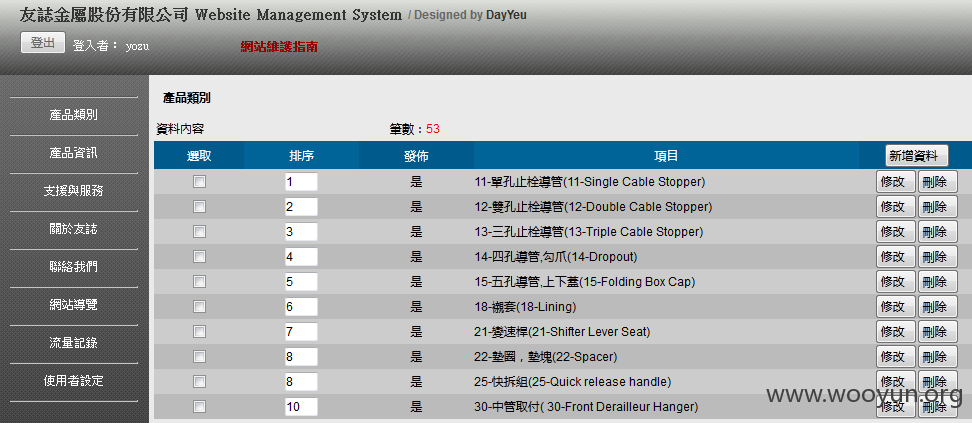 友誌金屬股份有限公司 Website Management System / Designed by DayYeu
登出 登入者： yozu 網站維護指南
產品類別
產品資訊
支援與服務
關於友誌
聯絡我們
網站導覽
流量記錄
使用者設定
產品類別
資料內容 筆數：53
選取 排序 發佈 項目 新增資料
1 是 11-單孔止栓導管(11-Single Cable Stopper) 修改 刪除
2 是 12-雙孔止栓導管(12-Double Cable Stopper) 修改 刪除
3 是 13-三孔止栓導管(13-Triple Cable Stopper) 修改 刪除
4 是 14-四孔導管,勾爪(14-Dropout) 修改 刪除
5 是 15-五孔導管,上下蓋(15-Folding Box Cap) 修改 刪除
6 是 18-襯套(18-Lining) 修改 刪除
7 是 21-變速桿(21-Shifter Lever Seat) 修改 刪除
8 是 22-墊圈，墊塊(22-Spacer) 修改 刪除
8 是 25-快拆組(25-Quick release handle) 修改 刪除
10 是 30-中管取付( 30-Front Derailleur Hanger) 修改 刪除
www.wooyun.org